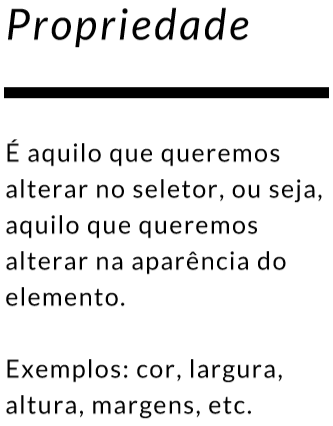 Propriedade
É aquilo que queremos
alterar no seletor, ou seja,
aquilo que queremos
alterar na aparência do
elemento.
Exemplos: cor, largura,
altura, margens, etc.